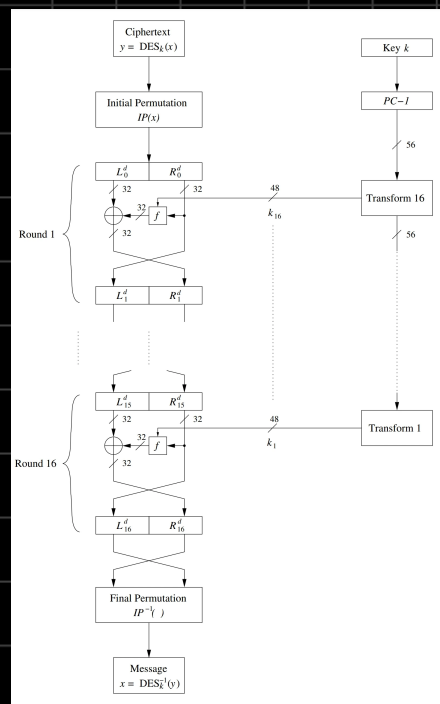 Ciphertext
y = DES_k(x)
Key k
Initial Permutation
IP(x)
PC−1
56
L_0^d R_0^d
32 32
48
Transform 16
32
f
k_16
Round 1
32
56
L_1^d R_1^d
L_15^d R_15^d
32 32
48
Transform 1
32
f
k_1
Round 16
32
L_16^d R_16^d
Final Permutation
IP^−1( )
Message
x = DES_k^−1(y)